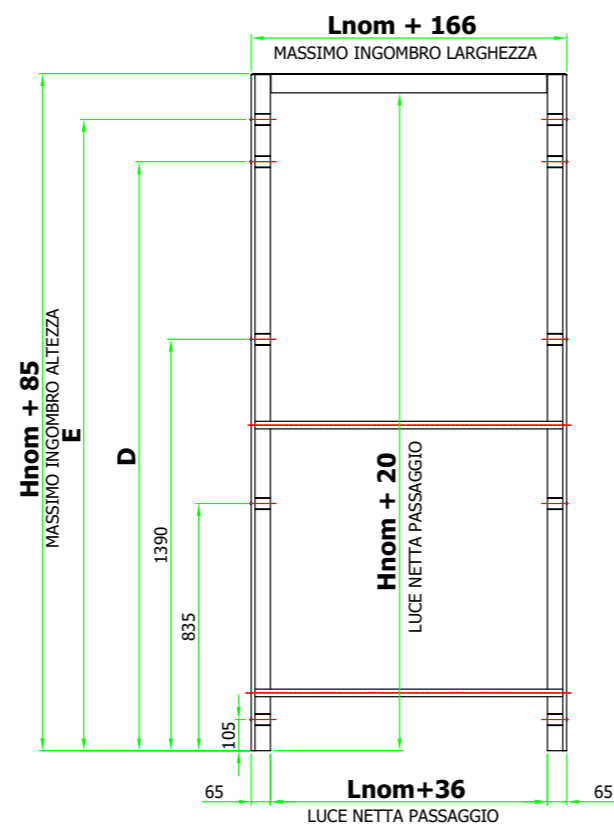 Lnom + 166
MASSIMO INGOMBRO LARGHEZZA
Hnom + 85
MASSIMO INGOMBRO ALTEZZA
E
D
1390
835
105
Hnom + 20
LUCE NETTA PASSAGGIO
65
Lnom+36
65
LUCE NETTA PASSAGGIO